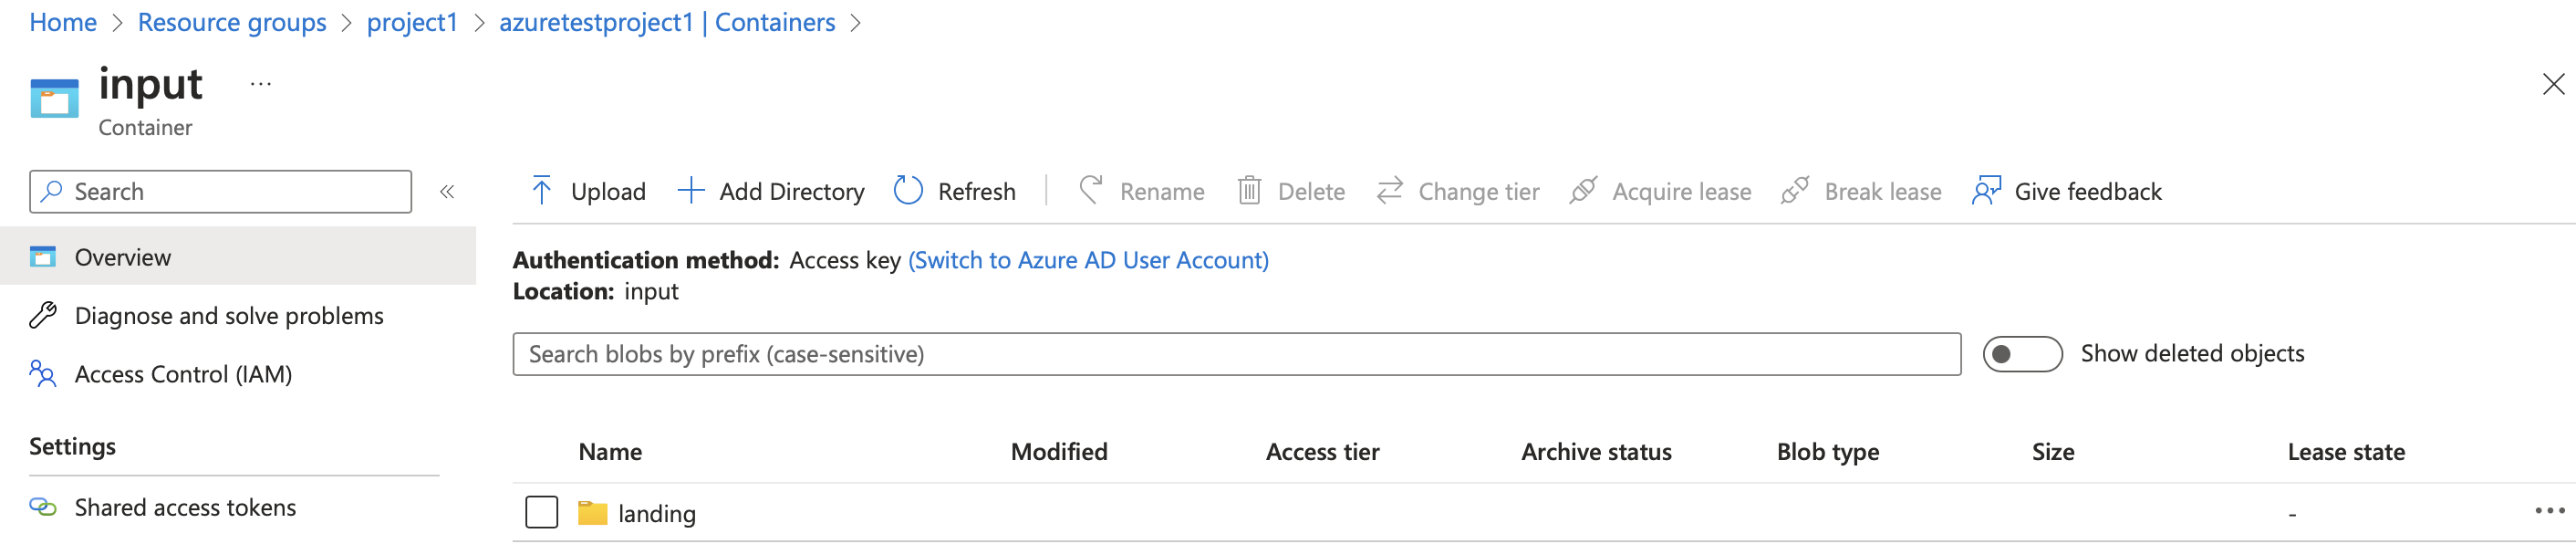 Home > Resource groups > project1 > azuretestproject1 | Containers >
input ...
Container
Search «
Upload Add Directory Refresh Rename Delete Change tier Acquire lease Break lease Give feedback
Overview
Diagnose and solve problems
Access Control (IAM)
Settings
Shared access tokens
Authentication method: Access key (Switch to Azure AD User Account)
Location: input
Search blobs by prefix (case-sensitive) Show deleted objects
Name Modified Access tier Archive status Blob type Size Lease state
landing - ...